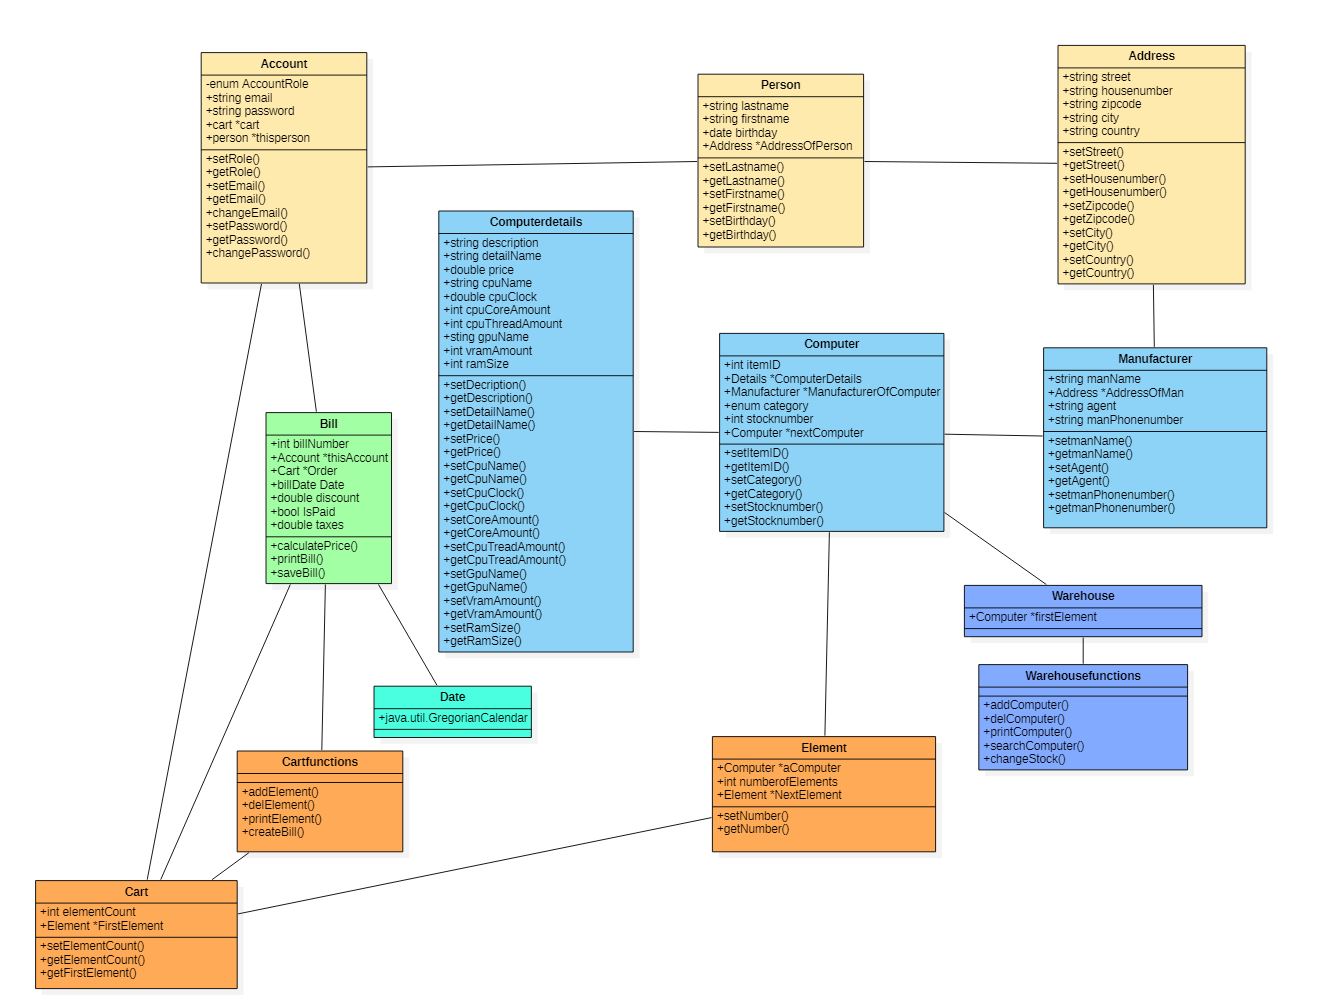 Account
-enum AccountRole
+string email
+string password
+cart *cart
+person *thisperson
+setRole()
+getRole()
+setEmail()
+getEmail()
+changeEmail()
+setPassword()
+getPassword()
+changePassword()
Person
+string lastname
+string firstname
+date birthday
+Address *AddressOfPerson
+setLastname()
+getLastname()
+setFirstname()
+getFirstname()
+setBirthday()
+getBirthday()
Address
+string street
+string housenumber
+string zipcode
+string city
+string country
+setStreet()
+getStreet()
+setHousenumber()
+getHousenumber()
+setZipcode()
+getZipcode()
+setCity()
+getCity()
+setCountry()
+getCountry()
Computerdetails
+string description
+string detailName
+double price
+string cpuName
+double cpuClock
+int cpuCoreAmount
+int cpuThreadAmount
+sting gpuName
+int vramAmount
+int ramSize
+setDecription()
+getDescription()
+setDetailName()
+getDetailName()
+setPrice()
+getPrice()
+setCpuName()
+getCpuName()
+setCpuClock()
+getCpuClock()
+setCoreAmount()
+getCoreAmount()
+setCpuTreadAmount()
+getCpuTreadAmount()
+setGpuName()
+getGpuName()
+setVramAmount()
+getVramAmount()
+setRamSize()
+getRamSize()
Computer
+int itemID
+Details *ComputerDetails
+Manufacturer *ManufacturerOfComputer
+enum category
+int stocknumber
+Computer *nextComputer
+setItemID()
+getItemID()
+setCategory()
+getCategory()
+setStocknumber()
+getStocknumber()
Manufacturer
+string manName
+Address *AddressOfMan
+string agent
+string manPhonenumber
+setmanName()
+getmanName()
+setAgent()
+getAgent()
+setmanPhonenumber()
+getmanPhonenumber()
Bill
+int billNumber
+Account *thisAccount
+Cart *Order
+billDate Date
+double discount
+bool IsPaid
+double taxes
+calculatePrice()
+printBill()
+saveBill()
Warehouse
+Computer *firstElement
Warehousefunctions
+addComputer()
+delComputer()
+printComputer()
+searchComputer()
+changeStock()
Date
+java.util.GregorianCalendar
Cartfunctions
+addElement()
+delElement()
+printElement()
+createBill()
Element
+Computer *aComputer
+int numberofElements
+Element *NextElement
+setNumber()
+getNumber()
Cart
+int elementCount
+Element *FirstElement
+setElementCount()
+getElementCount()
+getFirstElement()